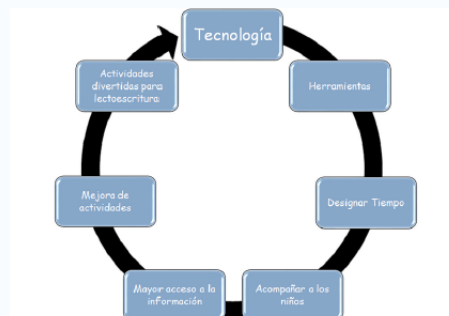 Tecnología
Herramientas
Designar Tiempo
Acompañar a los
niños
Mayor acceso a la
información
Mejora de
actividades
Actividades
divertidas para
lectoescritura